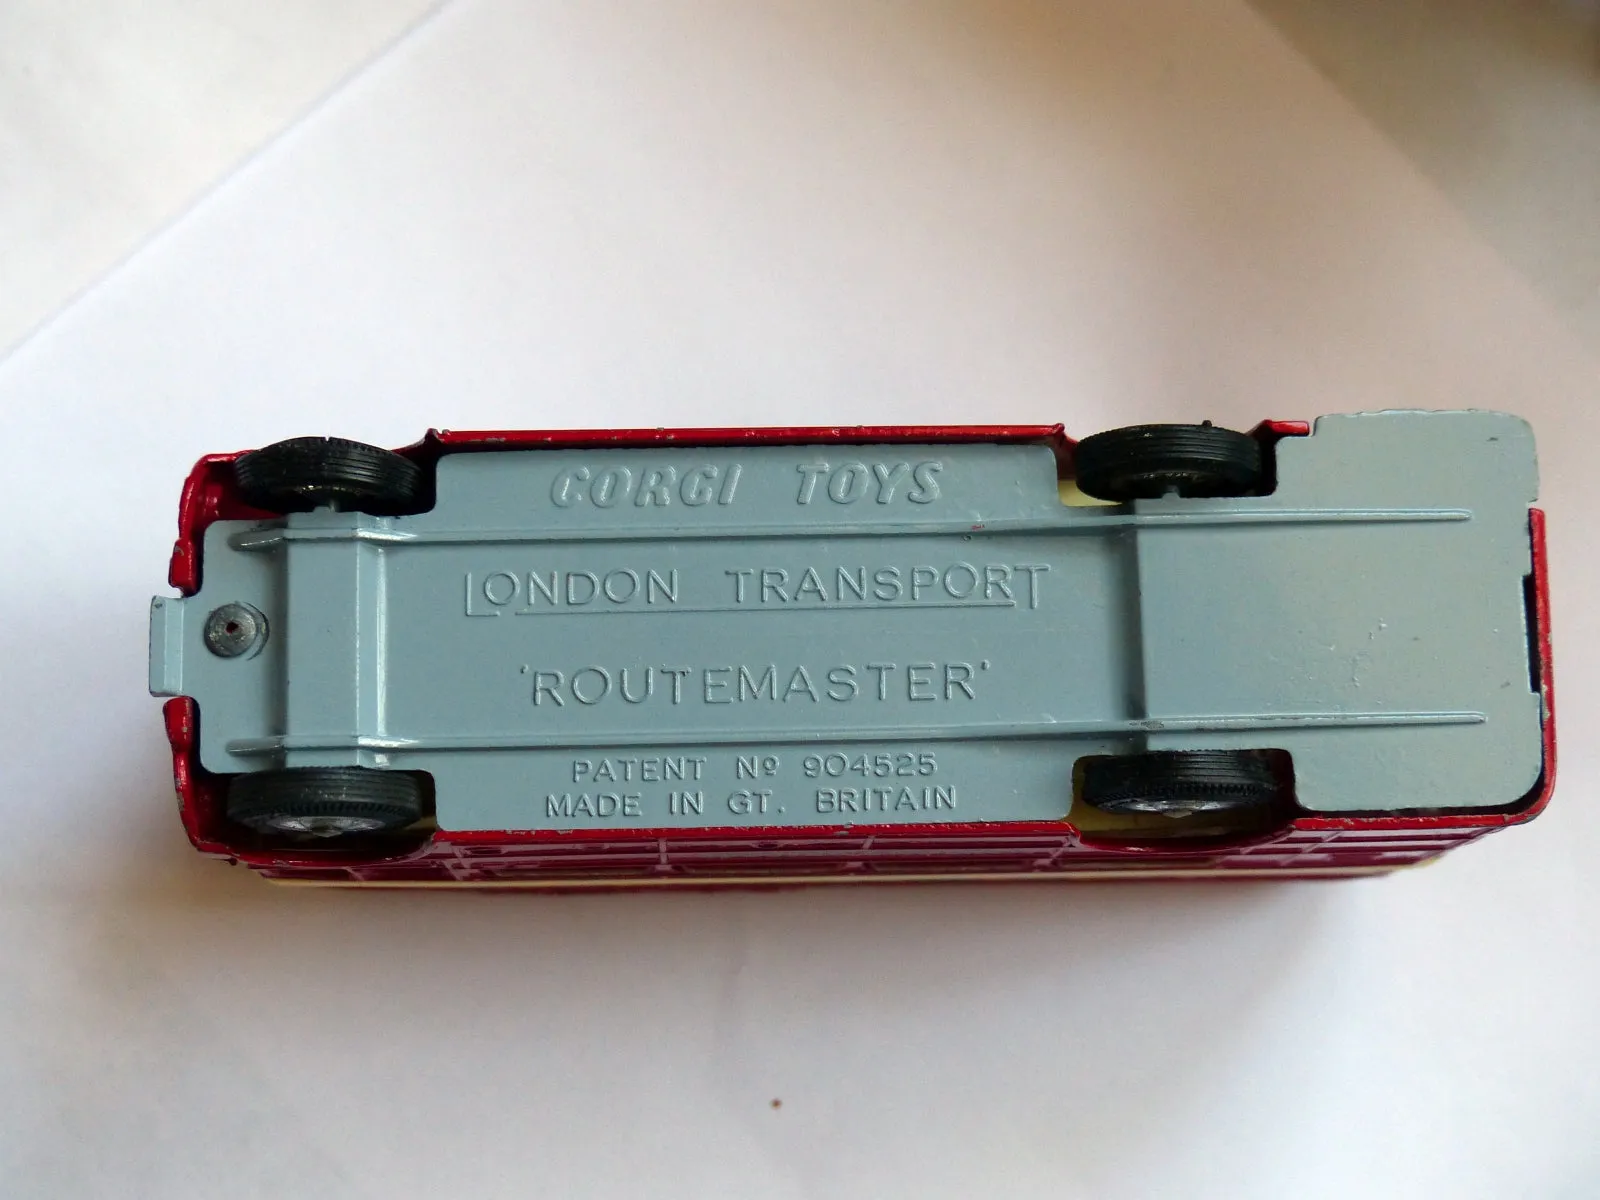 CORGI TOYS
LONDON TRANSPORT
'ROUTEMASTER'
PATENT Nº 904525
MADE IN GT. BRITAIN